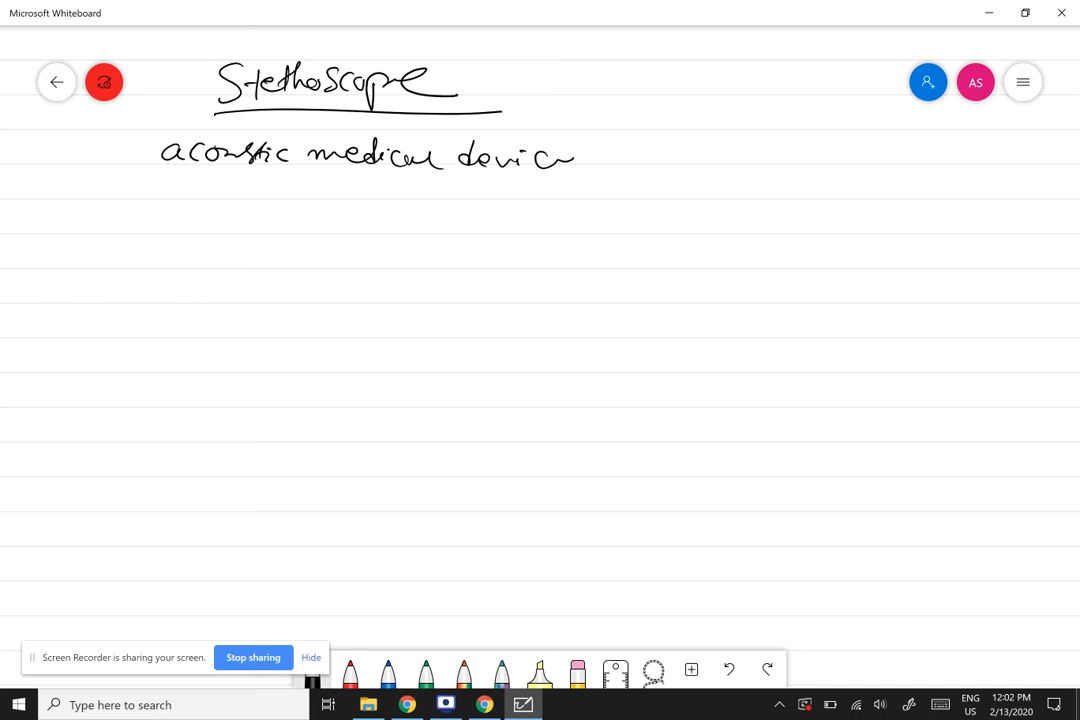 Microsoft Whiteboard
AS
Stethoscope
acoustic medical device
Screen Recorder is sharing your screen.
Stop sharing
Hide
Type here to search
ENG
US
12:02 PM
2/13/2020